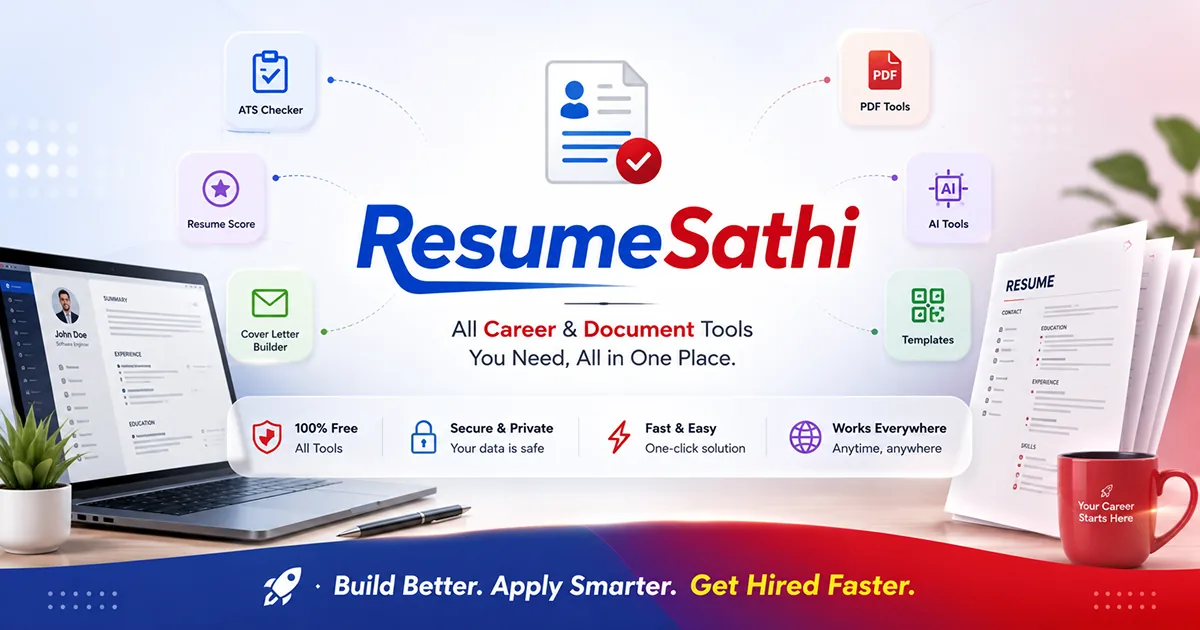 ATS Checker
Resume Score
Cover Letter
Builder
PDF
PDF Tools
AI
AI Tools
Templates
ResumeSathi
All Career & Document Tools
You Need, All in One Place.
100% Free
All Tools
Secure & Private
Your data is safe
Fast & Easy
One-click solution
Works Everywhere
Anytime, anywhere
John Doe
Software Engineer
SUMMARY
EXPERIENCE
EDUCATION
RESUME
CONTACT
EDUCATION
EXPERIENCE
SKILLS
Your Career
Starts Here
Build Better. Apply Smarter. Get Hired Faster.